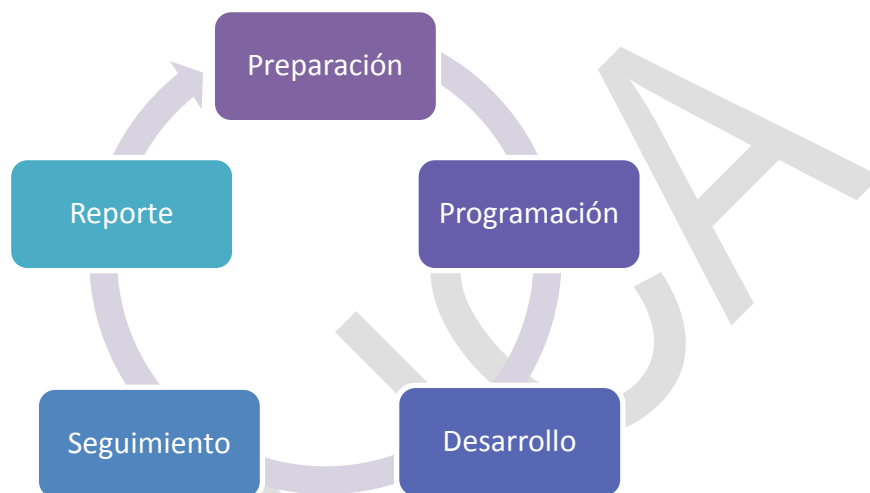 Preparación
Programación
Desarrollo
Seguimiento
Reporte